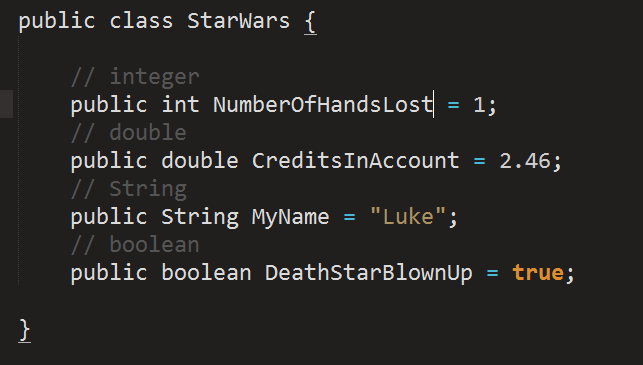 public class StarWars {
// integer
public int NumberOfHandsLost = 1;
// double
public double CreditsInAccount = 2.46;
// String
public String MyName = "Luke";
// boolean
public boolean DeathStarBlownUp = true;
}